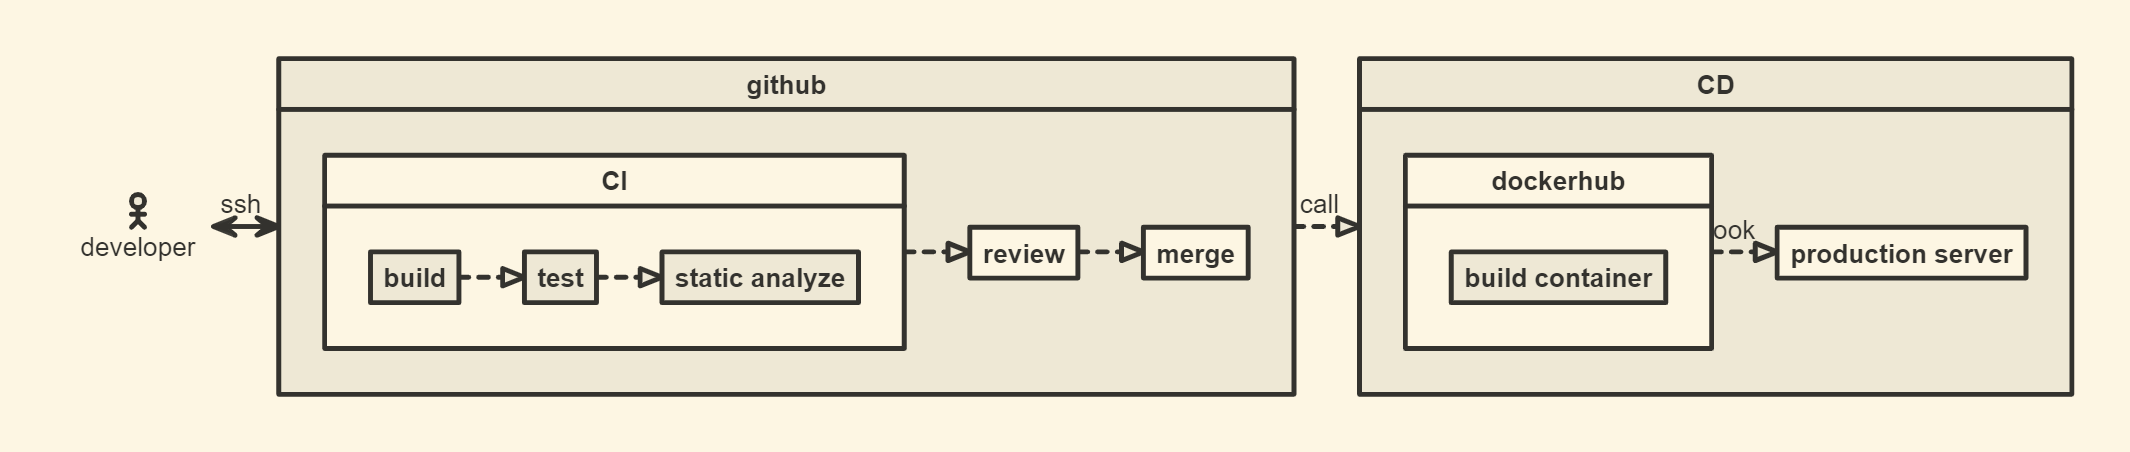 github
CD
CI
dockerhub
ssh
call
developer
ook
build
test
static analyze
review
merge
build container
production server